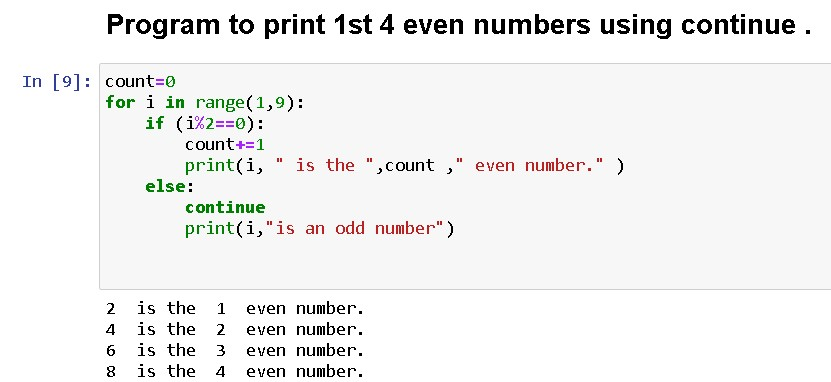 Program to print 1st 4 even numbers using continue .
In [9]: count=0
for i in range(1,9):
    if (i%2==0):
        count+=1
        print(i, " is the ",count ," even number." )
    else:
        continue
        print(i,"is an odd number")
2  is the  1  even number.
4  is the  2  even number.
6  is the  3  even number.
8  is the  4  even number.